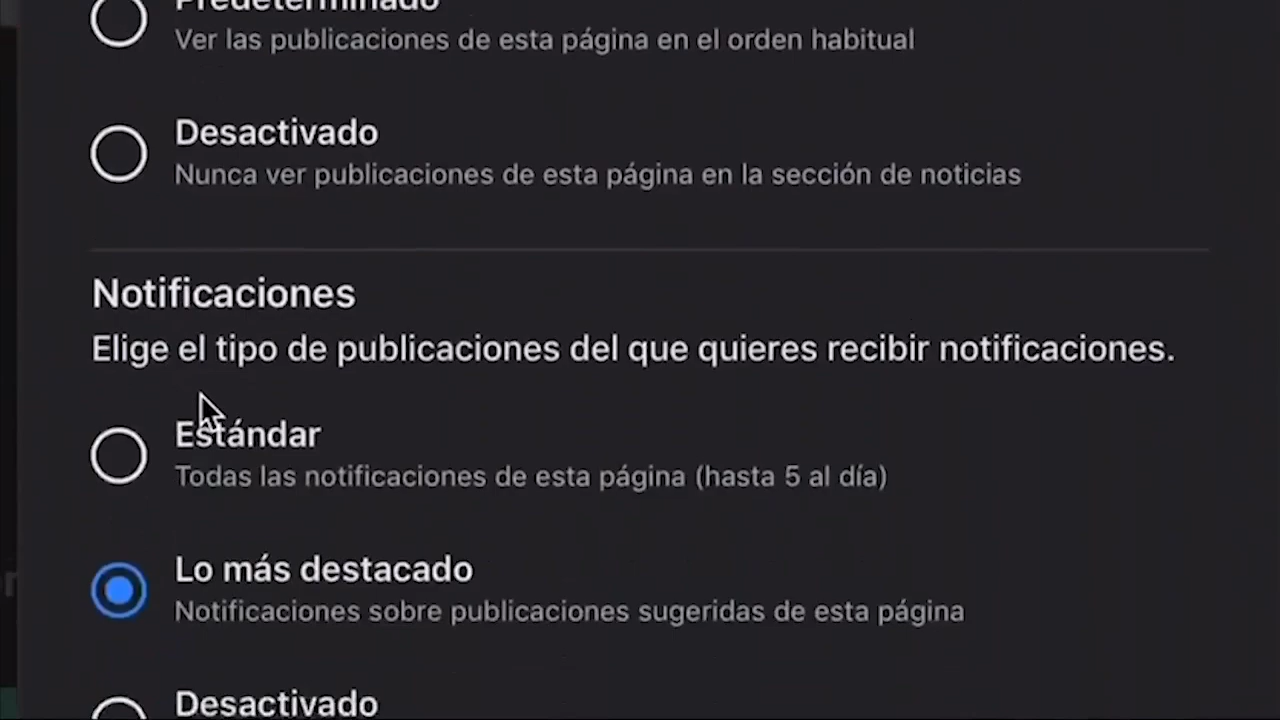 Predeterminado
Ver las publicaciones de esta página en el orden habitual
Desactivado
Nunca ver publicaciones de esta página en la sección de noticias
Notificaciones
Elige el tipo de publicaciones del que quieres recibir notificaciones.
Estándar
Todas las notificaciones de esta página (hasta 5 al día)
Lo más destacado
Notificaciones sobre publicaciones sugeridas de esta página
Desactivado